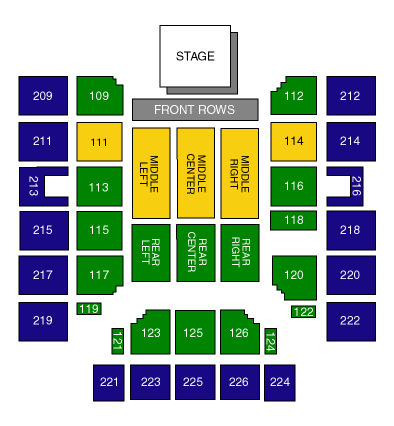 STAGE
209
109
112
212
FRONT ROWS
211
111
MIDDLE
LEFT
MIDDLE
CENTER
MIDDLE
RIGHT
114
214
213
113
116
216
215
115
REAR
LEFT
REAR
CENTER
REAR
RIGHT
118
218
217
117
120
220
219
119
122
222
121
123
125
126
124
221
223
225
226
224